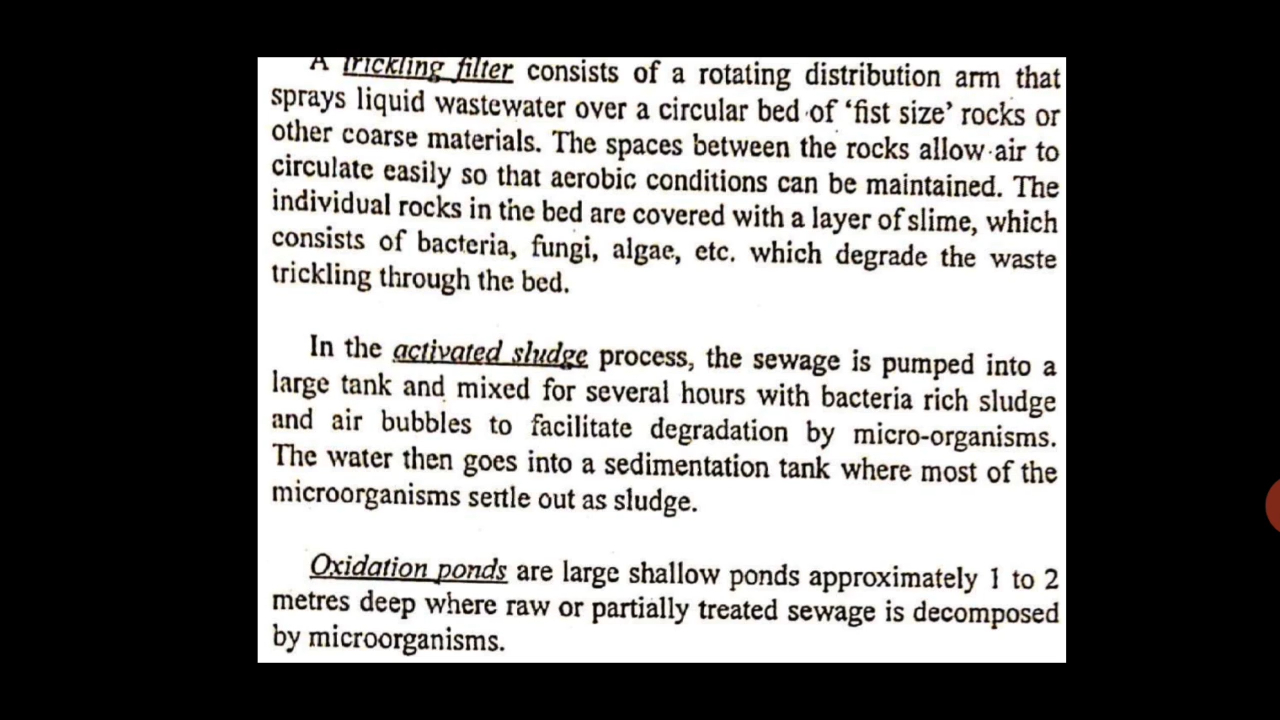 A trickling filter consists of a rotating distribution arm that
sprays liquid wastewater over a circular bed of ‘fist size’ rocks or
other coarse materials. The spaces between the rocks allow air to
circulate easily so that aerobic conditions can be maintained. The
individual rocks in the bed are covered with a layer of slime, which
consists of bacteria, fungi, algae, etc. which degrade the waste
trickling through the bed.
In the activated sludge process, the sewage is pumped into a
large tank and mixed for several hours with bacteria rich sludge
and air bubbles to facilitate degradation by micro-organisms.
The water then goes into a sedimentation tank where most of the
microorganisms settle out as sludge.
Oxidation ponds are large shallow ponds approximately 1 to 2
metres deep where raw or partially treated sewage is decomposed
by microorganisms.